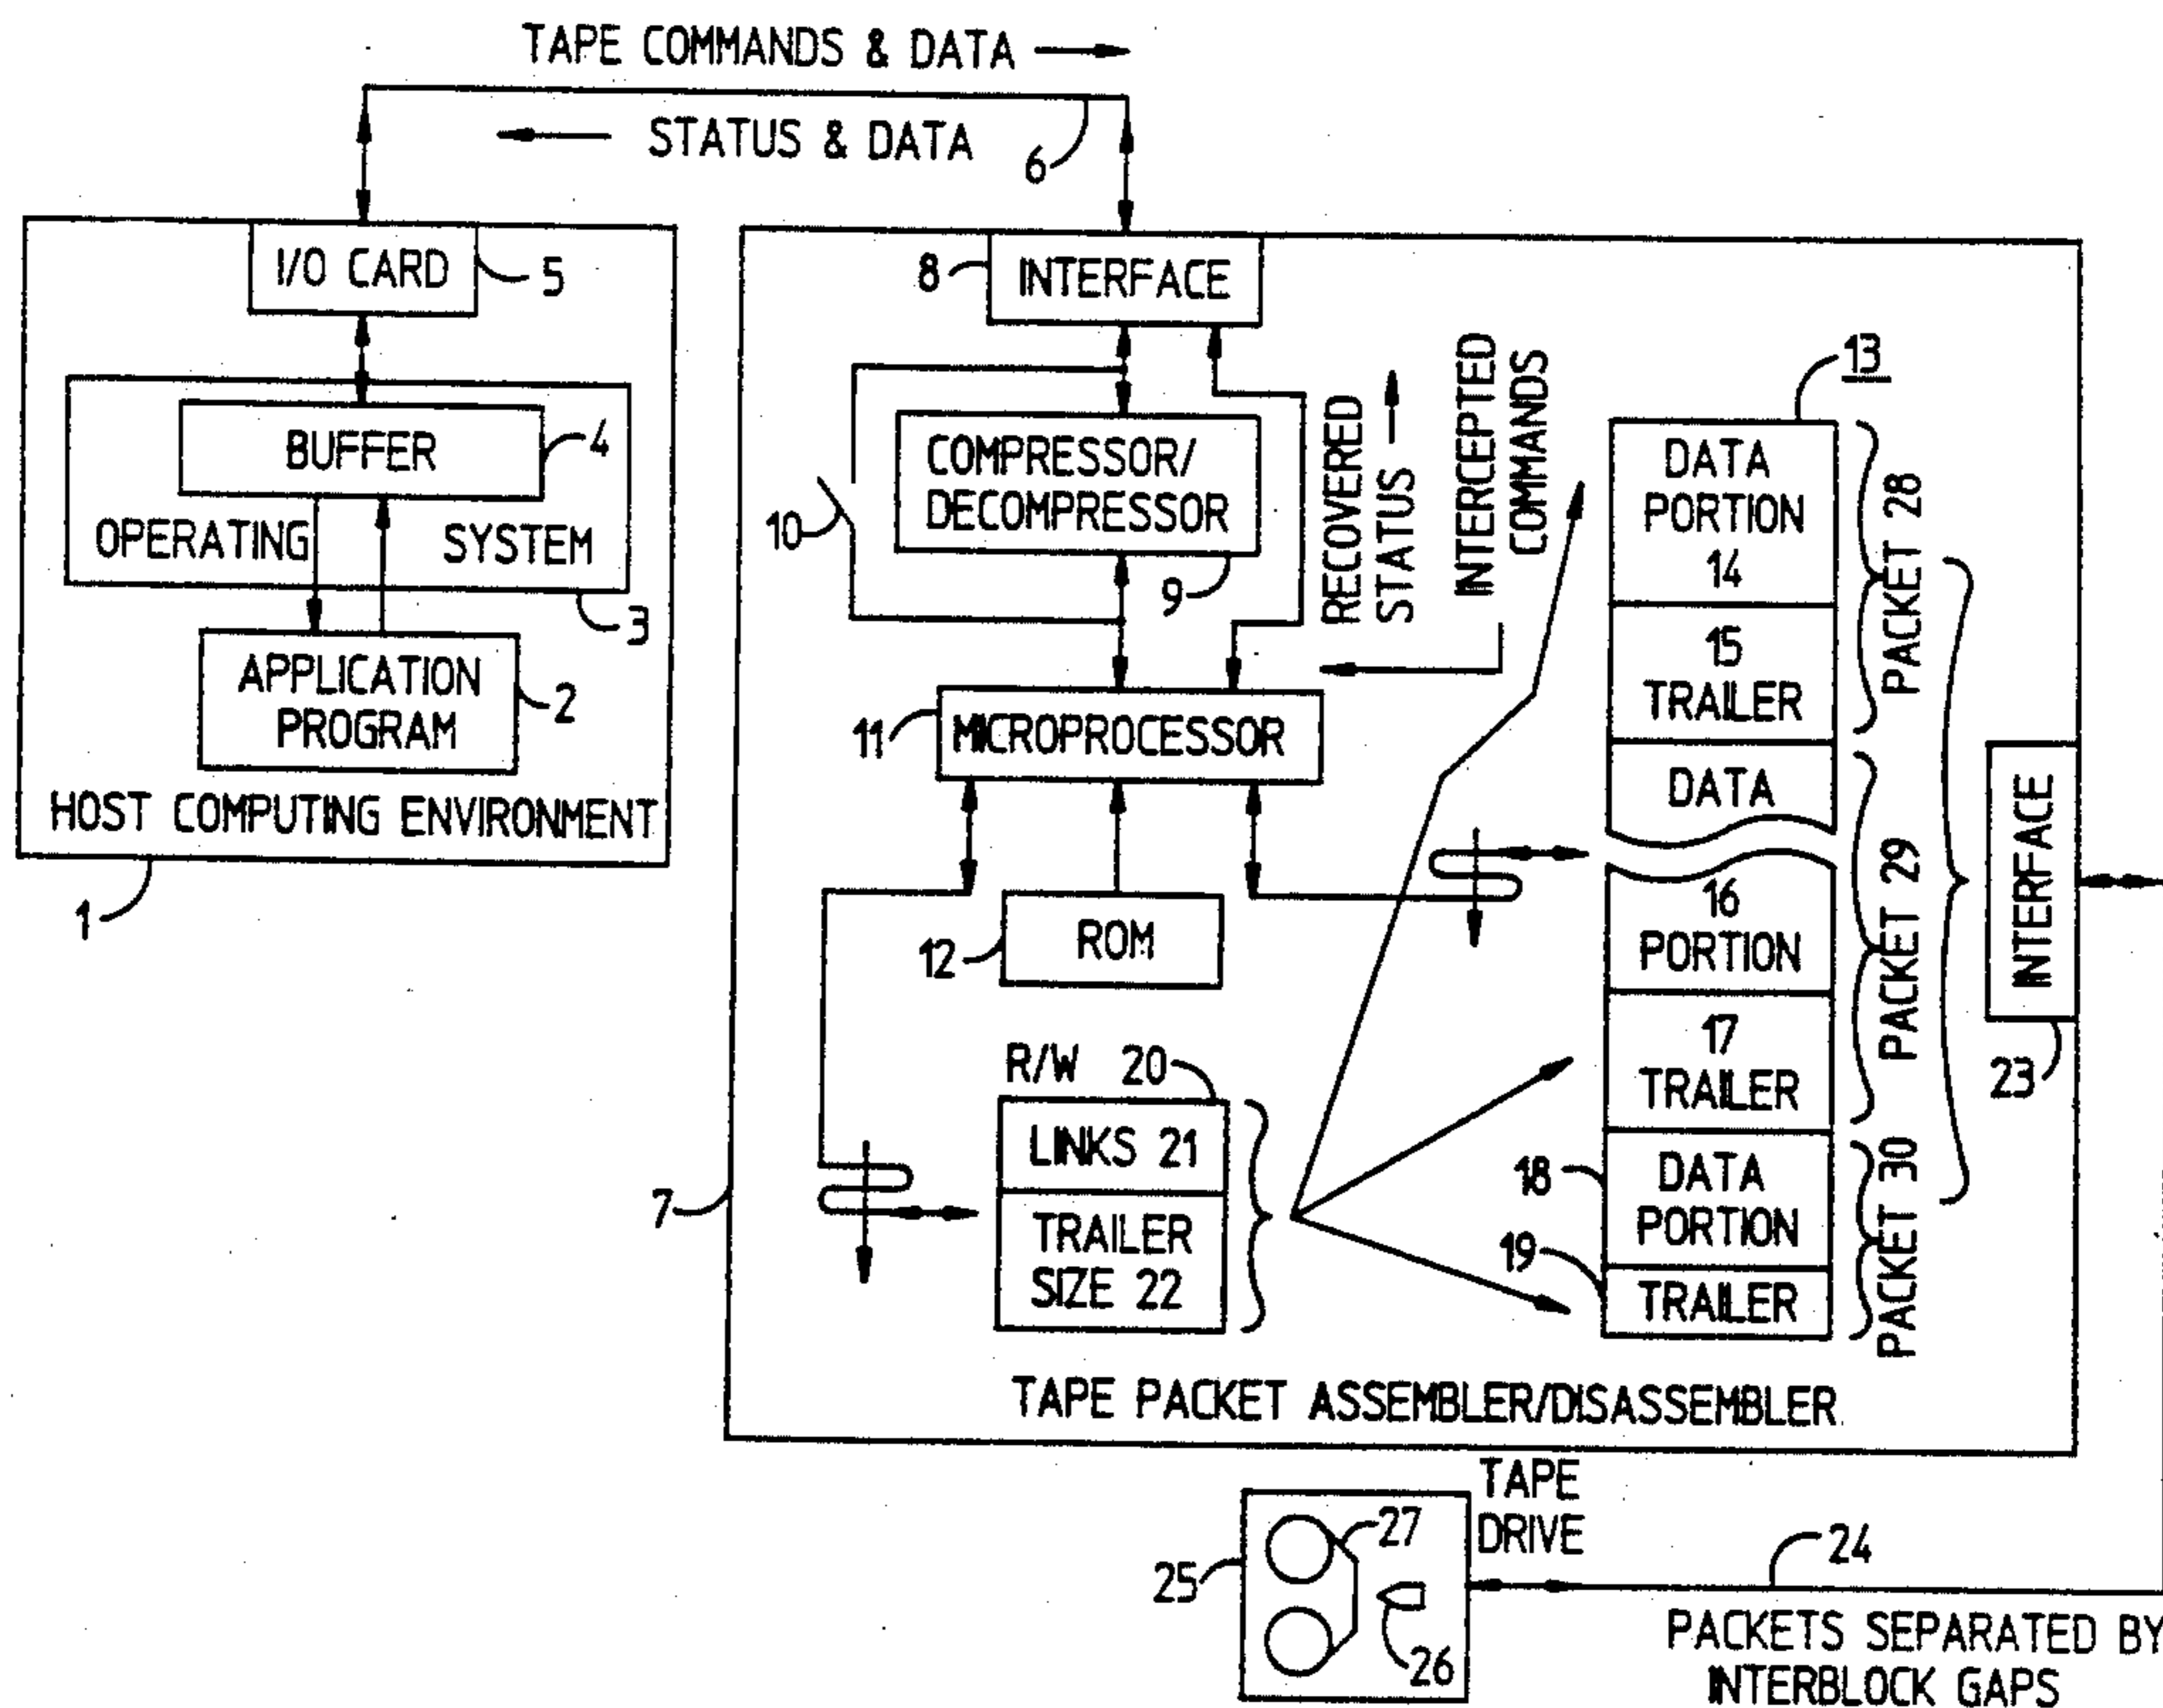 TAPE COMMANDS & DATA
STATUS & DATA
6
I/O CARD
5
BUFFER
4
OPERATING SYSTEM
3
APPLICATION
PROGRAM
2
HOST COMPUTING ENVIRONMENT
1
8
INTERFACE
COMPRESSOR/
DECOMPRESSOR
9
10
RECOVERED
STATUS
INTERCEPTED
COMMANDS
11
MICROPROCESSOR
12
ROM
R/W 20
LINKS 21
TRAILER
SIZE 22
7
13
DATA
PORTION
14
15
TRAILER
DATA
16
PORTION
17
TRAILER
18
DATA
PORTION
19
TRAILER
PACKET 28
PACKET 29
PACKET 30
INTERFACE
23
TAPE PACKET ASSEMBLER/DISASSEMBLER
TAPE
DRIVE
25
27
26
24
PACKETS SEPARATED BY
INTERBLOCK GAPS